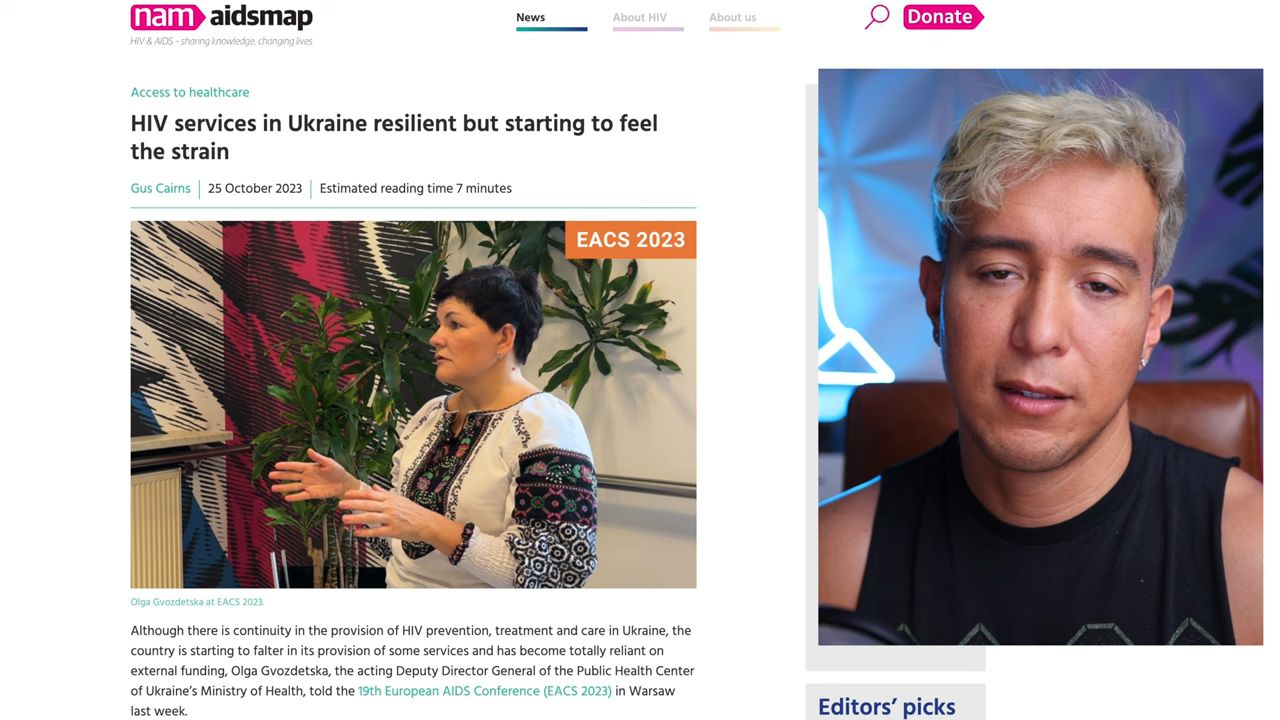 nam aidsmap
HIV & AIDS – sharing knowledge, changing lives
News
About HIV
About us
Donate
Access to healthcare
HIV services in Ukraine resilient but starting to feel
the strain
Gus Cairns
25 October 2023
Estimated reading time 7 minutes
EACS 2023
Olga Gvozdetska at EACS 2023.
Although there is continuity in the provision of HIV prevention, treatment and care in Ukraine, the
country is starting to falter in its provision of some services and has become totally reliant on
external funding, Olga Gvozdetska, the acting Deputy Director General of the Public Health Center
of Ukraine’s Ministry of Health, told the 19th European AIDS Conference (EACS 2023) in Warsaw
last week.
Editors’ picks